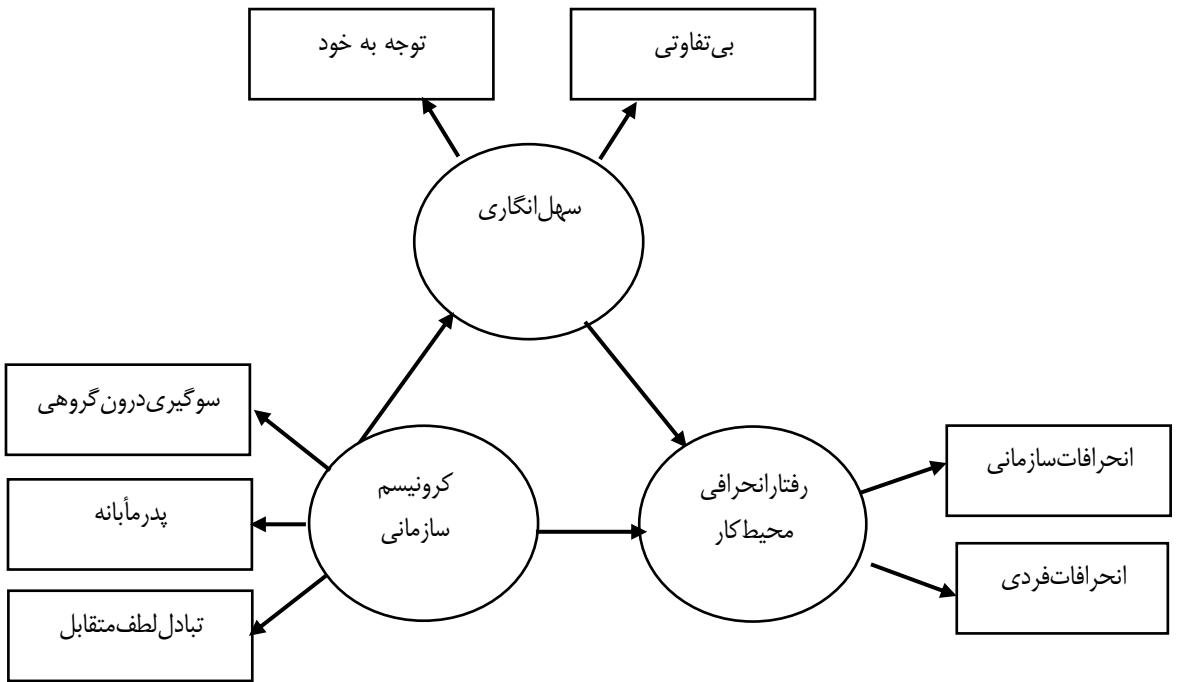 توجه به خود
بی‌تفاوتی
سهل‌انگاری
سوگیری‌درون‌گروهی
پدرمأبانه
تبادل‌لطف‌متقابل
کرونیسم
سازمانی
رفتارانحرافی
محیط‌کار
انحرافات‌سازمانی
انحرافات‌فردی